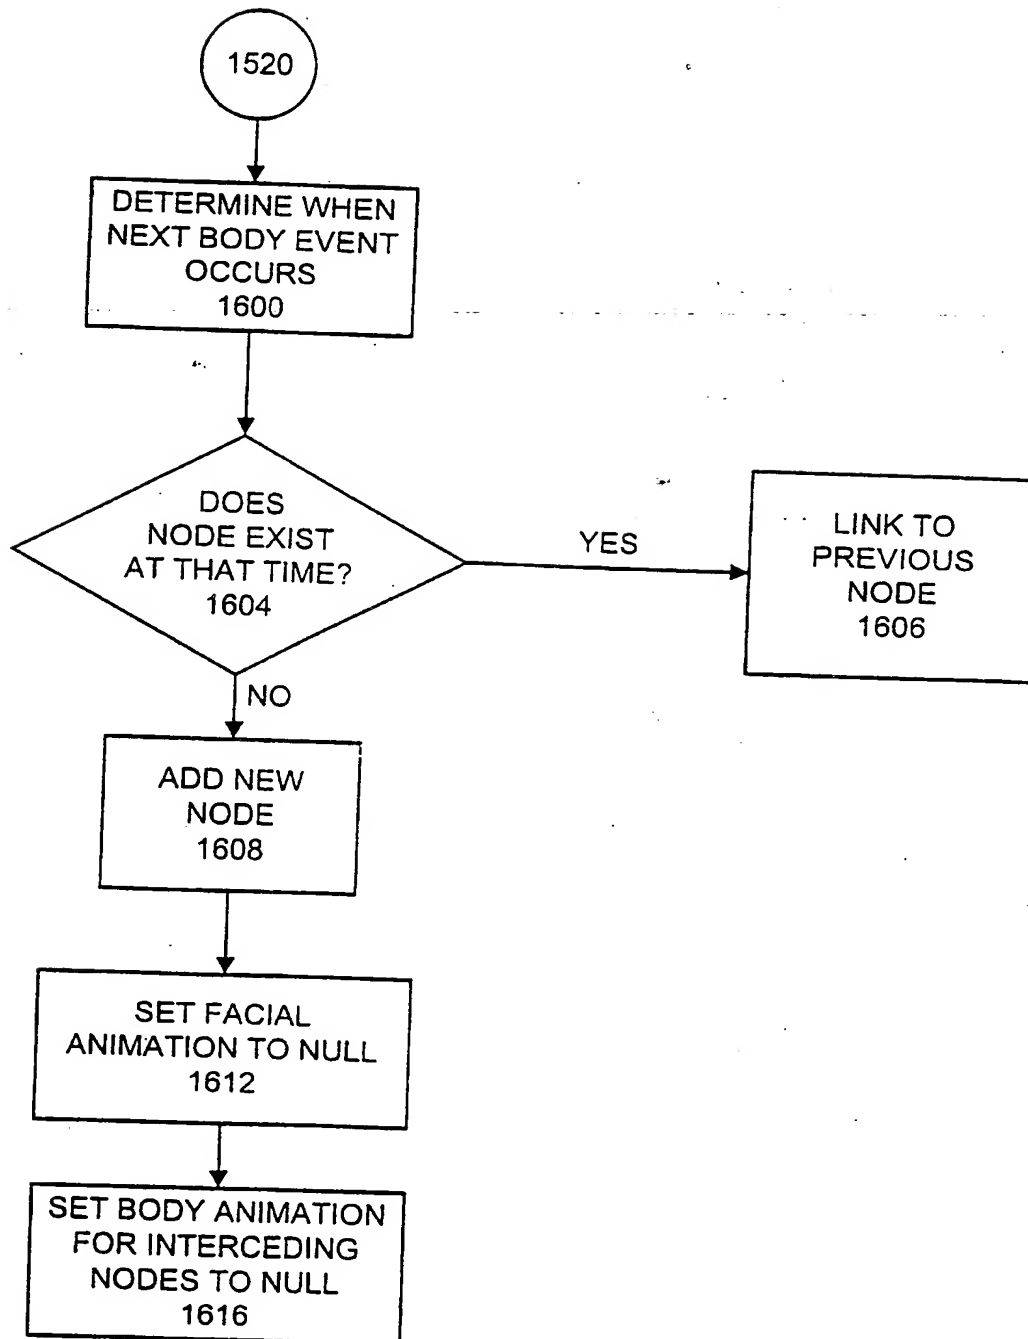 1520
DETERMINE WHEN
NEXT BODY EVENT
OCCURS
1600
DOES
NODE EXIST
AT THAT TIME?
1604
YES
LINK TO
PREVIOUS
NODE
1606
NO
ADD NEW
NODE
1608
SET FACIAL
ANIMATION TO NULL
1612
SET BODY ANIMATION
FOR INTERCEDING
NODES TO NULL
1616